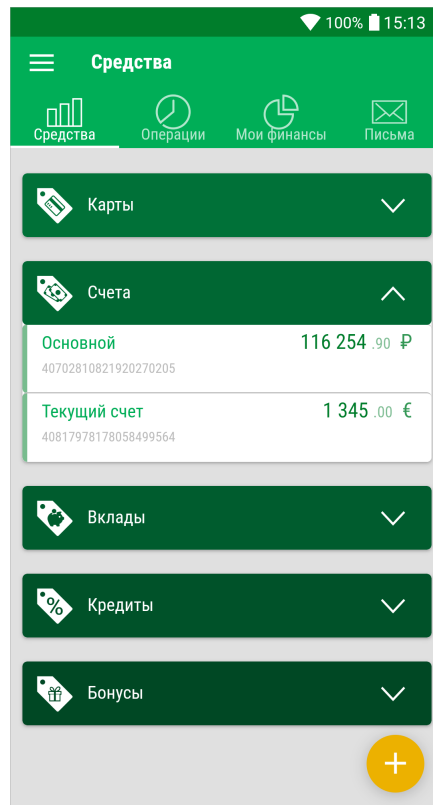 100% 15:13
Средства
Средства Операции Мои финансы Письма
Карты
Счета
Основной 116 254 .90 ₽
40702810821920270205
Текущий счет 1 345 .00 €
40817978178058499564
Вклады
% Кредиты
Бонусы
+